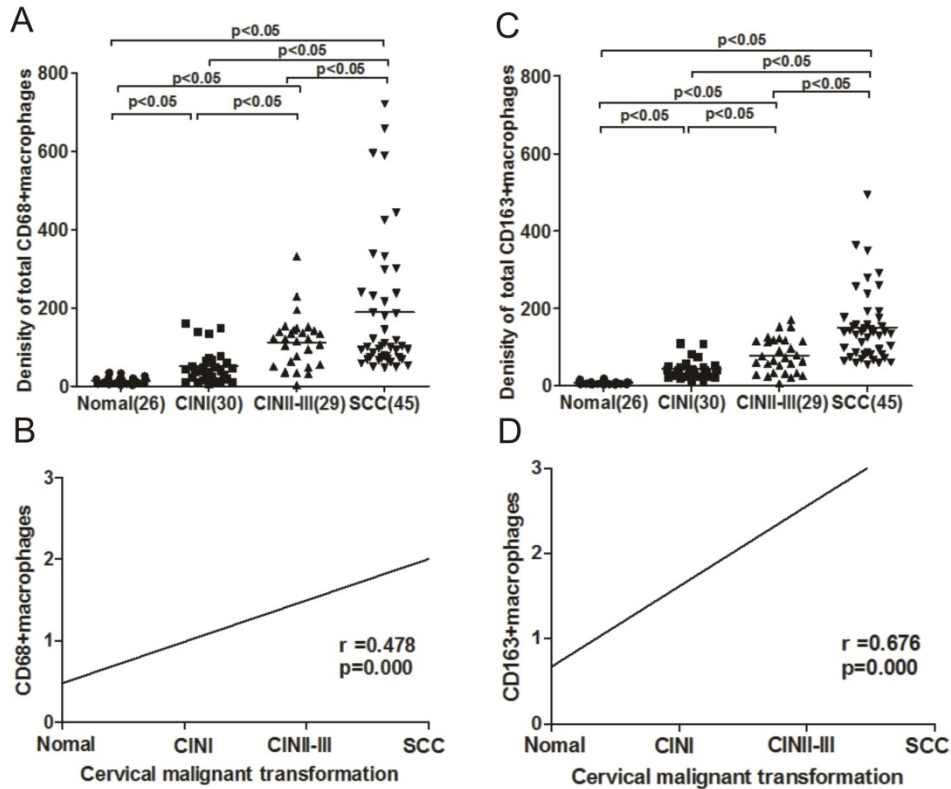 A
p<0.05
p<0.05
p<0.05
p<0.05
p<0.05
p<0.05
Denisity of total CD68+macrophages
800
600
400
200
0
Nomal(26) CINI(30) CINII-III(29) SCC(45)
C
p<0.05
p<0.05
p<0.05
p<0.05
p<0.05
p<0.05
Denisity of total CD163+macrophages
800
600
400
200
0
Nomal(26) CINI(30) CINII-III(29) SCC(45)
B
CD68+macrophages
3
2
1
0
r =0.478
p=0.000
Nomal CINI CINII-III SCC
Cervical malignant transformation
D
CD163+macrophages
3
2
1
0
r =0.676
p=0.000
Nomal CINI CINII-III SCC
Cervical malignant transformation